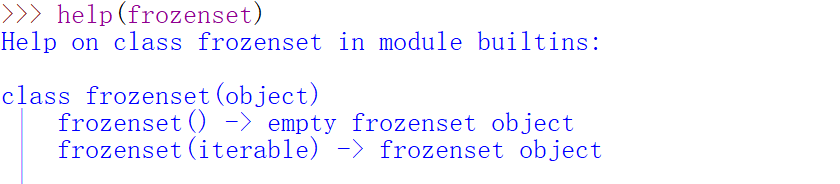 >>> help(frozenset)
Help on class frozenset in module builtins:
class frozenset(object)
frozenset() -> empty frozenset object
frozenset(iterable) -> frozenset object